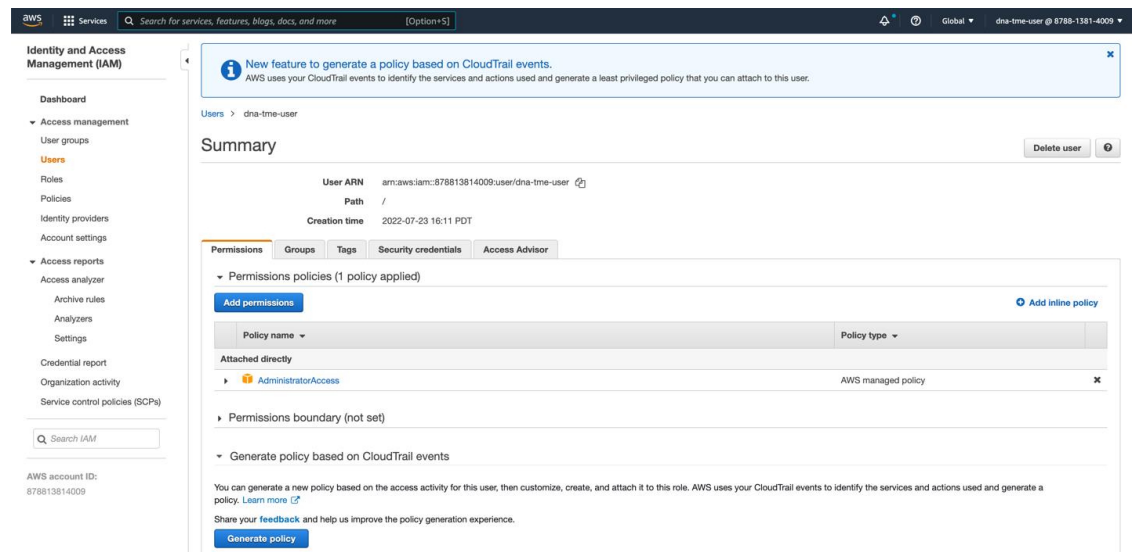 aws Services Search for services, features, blogs, docs, and more [Option+S] Global dna-tme-user @ 8788-1381-4009
Identity and Access
Management (IAM)
Dashboard
Access management
User groups
Users
Roles
Policies
Identity providers
Account settings
Access reports
Access analyzer
Archive rules
Analyzers
Settings
Credential report
Organization activity
Service control policies (SCPs)
Search IAM
AWS account ID:
878813814009
New feature to generate a policy based on CloudTrail events.
AWS uses your CloudTrail events to identify the services and actions used and generate a least privileged policy that you can attach to this user.
Users > dna-tme-user
Summary
Delete user
User ARN arn:aws:iam::878813814009:user/dna-tme-user
Path /
Creation time 2022-07-23 16:11 PDT
Permissions Groups Tags Security credentials Access Advisor
Permissions policies (1 policy applied)
Add permissions Add inline policy
Policy name Policy type
Attached directly
AdministratorAccess AWS managed policy
Permissions boundary (not set)
Generate policy based on CloudTrail events
You can generate a new policy based on the access activity for this user, then customize, create, and attach it to this role. AWS uses your CloudTrail events to identify the services and actions used and generate a
policy. Learn more
Share your feedback and help us improve the policy generation experience.
Generate policy